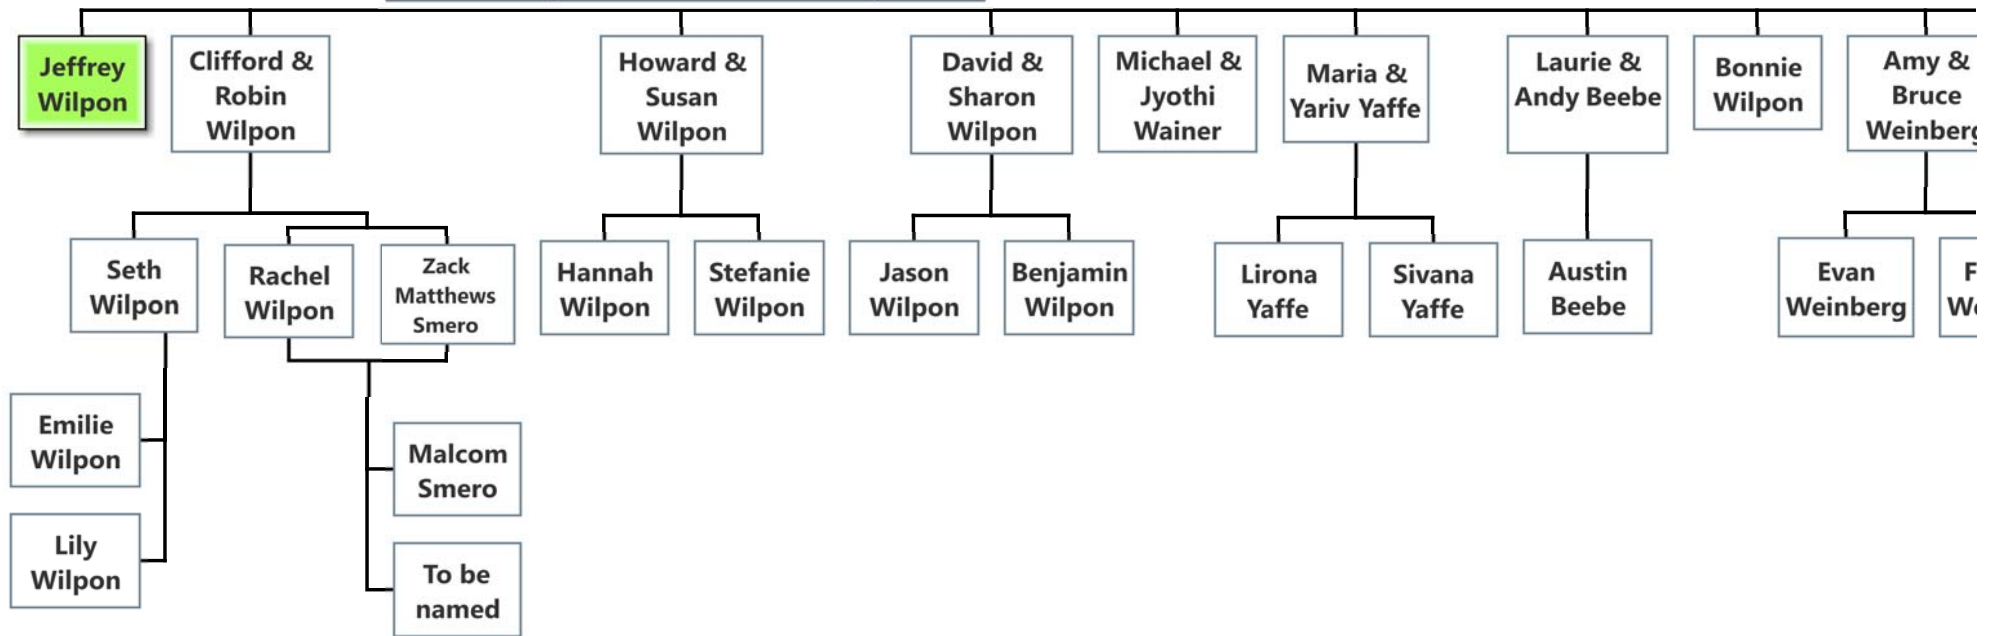 Jeffrey
Wilpon
Clifford &
Robin
Wilpon
Howard &
Susan
Wilpon
David &
Sharon
Wilpon
Michael &
Jyothi
Wainer
Maria &
Yariv Yaffe
Laurie &
Andy Beebe
Bonnie
Wilpon
Amy &
Bruce
Weinberg
Seth
Wilpon
Rachel
Wilpon
Zack
Matthews
Smero
Hannah
Wilpon
Stefanie
Wilpon
Jason
Wilpon
Benjamin
Wilpon
Lirona
Yaffe
Sivana
Yaffe
Austin
Beebe
Evan
Weinberg
Emilie
Wilpon
Lily
Wilpon
Malcom
Smero
To be
named